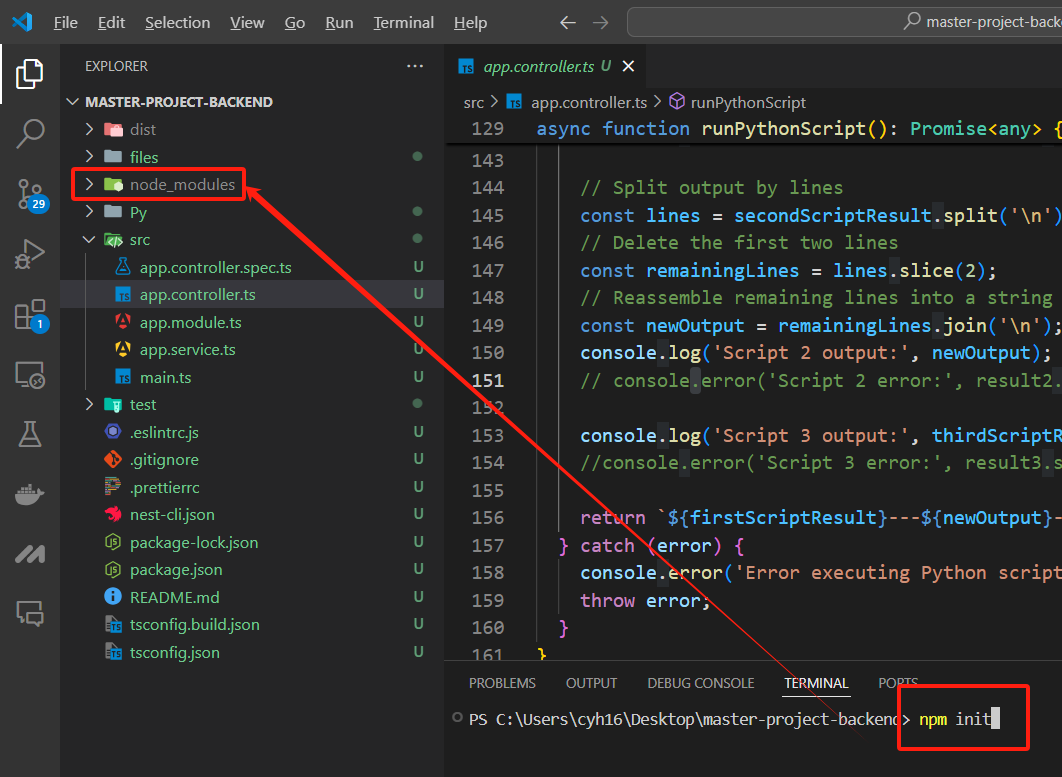 File Edit Selection View Go Run Terminal Help
master-project-back
EXPLORER
MASTER-PROJECT-BACKEND
dist
files
node_modules
Py
src
app.controller.spec.ts U
app.controller.ts U
app.module.ts U
app.service.ts U
main.ts U
test
.eslintrc.js U
.gitignore U
.prettierrc U
nest-cli.json U
package-lock.json U
package.json U
README.md U
tsconfig.build.json U
tsconfig.json U
29
1
app.controller.ts U
src > app.controller.ts > runPythonScript
129 async function runPythonScript(): Promise<any> {
143
144 // Split output by lines
145 const lines = secondScriptResult.split('\n')
146 // Delete the first two lines
147 const remainingLines = lines.slice(2);
148 // Reassemble remaining lines into a string
149 const newOutput = remainingLines.join('\n');
150 console.log('Script 2 output:', newOutput);
151 // console.error('Script 2 error:', result2.
152
153 console.log('Script 3 output:', thirdScriptR
154 //console.error('Script 3 error:', result3.s
155
156 return `${firstScriptResult}---${newOutput}-
157 } catch (error) {
158 console.error('Error executing Python script
159 throw error;
160 }
161 }
PROBLEMS OUTPUT DEBUG CONSOLE TERMINAL PORTS
PS C:\Users\cyh16\Desktop\master-project-backend> npm init